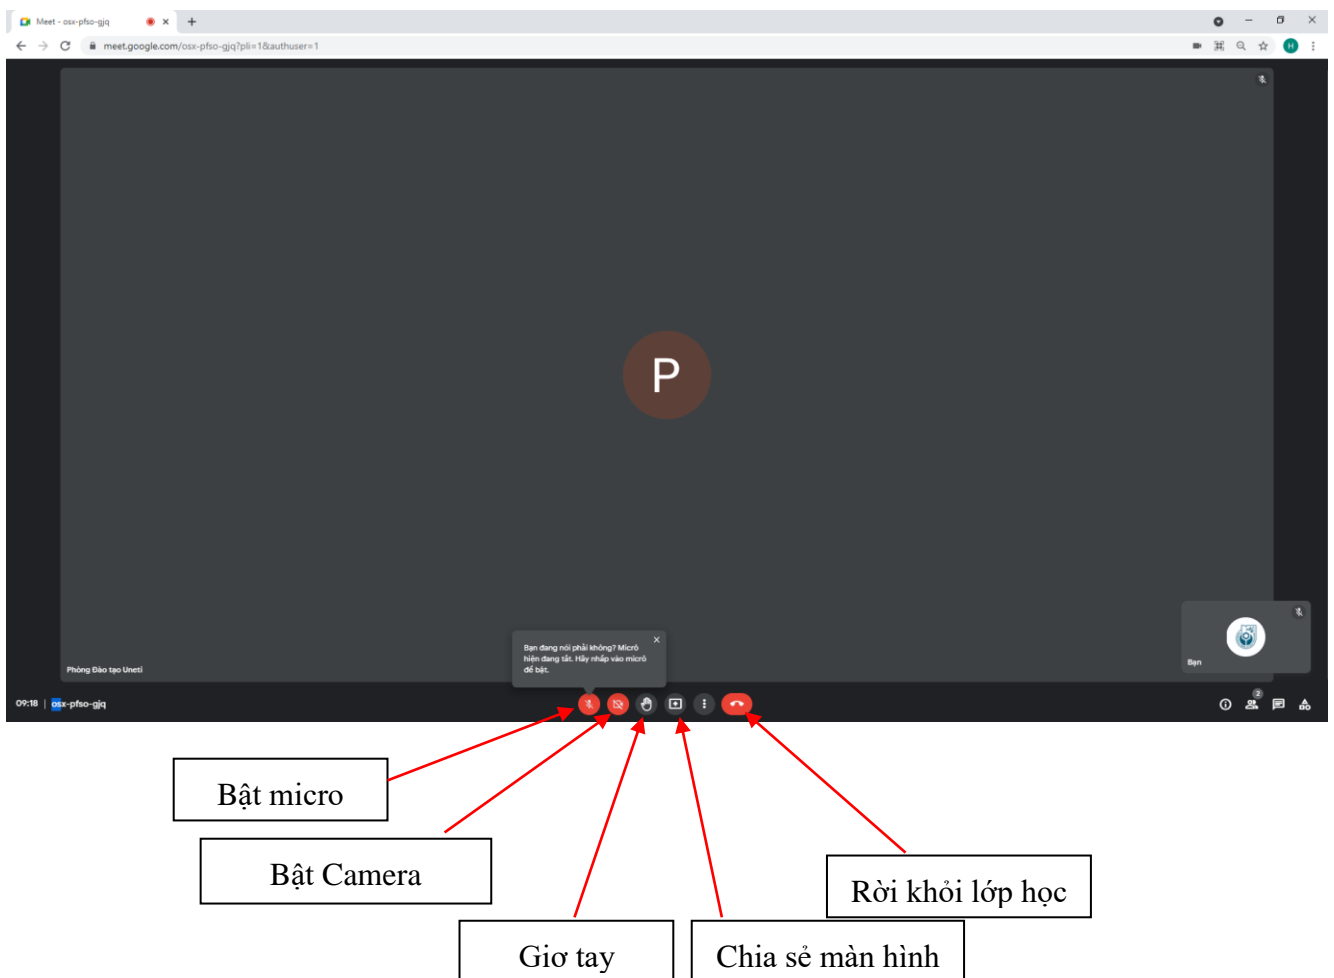 Meet - osx-pfso-gjq
meet.google.com/osx-pfso-gjq?pli=1&authuser=1
H
P
Bạn đang nói phải không? Micrô
hiện đang tắt. Hãy nhấp vào micrô
để bật.
Phòng Đào tạo Uneti
Bạn
09:18 | osx-pfso-gjq
2
Bật micro
Bật Camera
Rời khỏi lớp học
Giơ tay
Chia sẻ màn hình